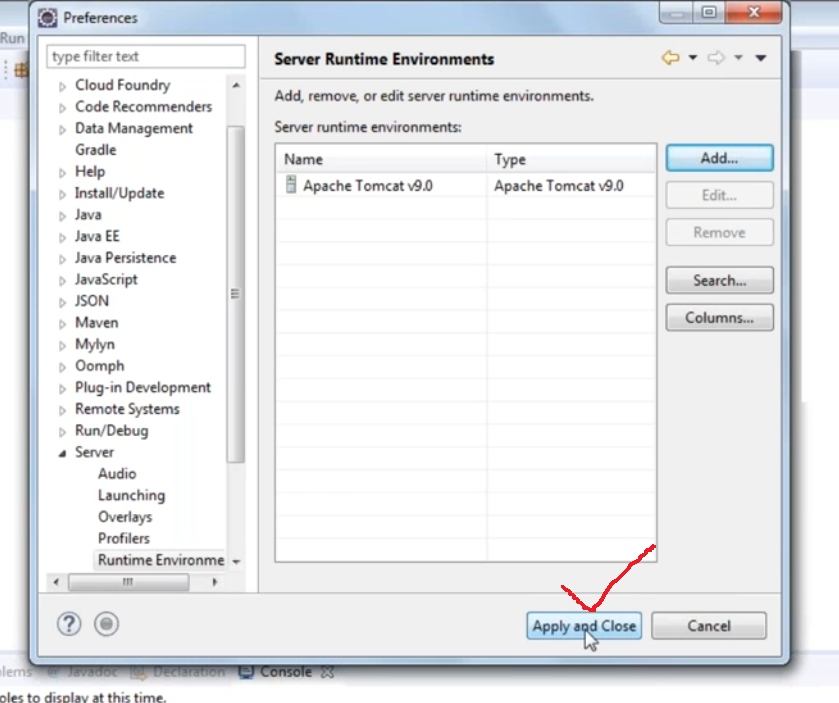 Preferences
Run
type filter text
Server Runtime Environments
Cloud Foundry
Code Recommenders
Data Management
Gradle
Help
Install/Update
Java
Java EE
Java Persistence
JavaScript
JSON
Maven
Mylyn
Oomph
Plug-in Development
Remote Systems
Run/Debug
Server
Audio
Launching
Overlays
Profilers
Runtime Environme
Add, remove, or edit server runtime environments.
Server runtime environments:
Name Type
Apache Tomcat v9.0 Apache Tomcat v9.0
Add...
Edit...
Remove
Search...
Columns...
Apply and Close Cancel
olems @ Javadoc Declaration Console
oles to display at this time.